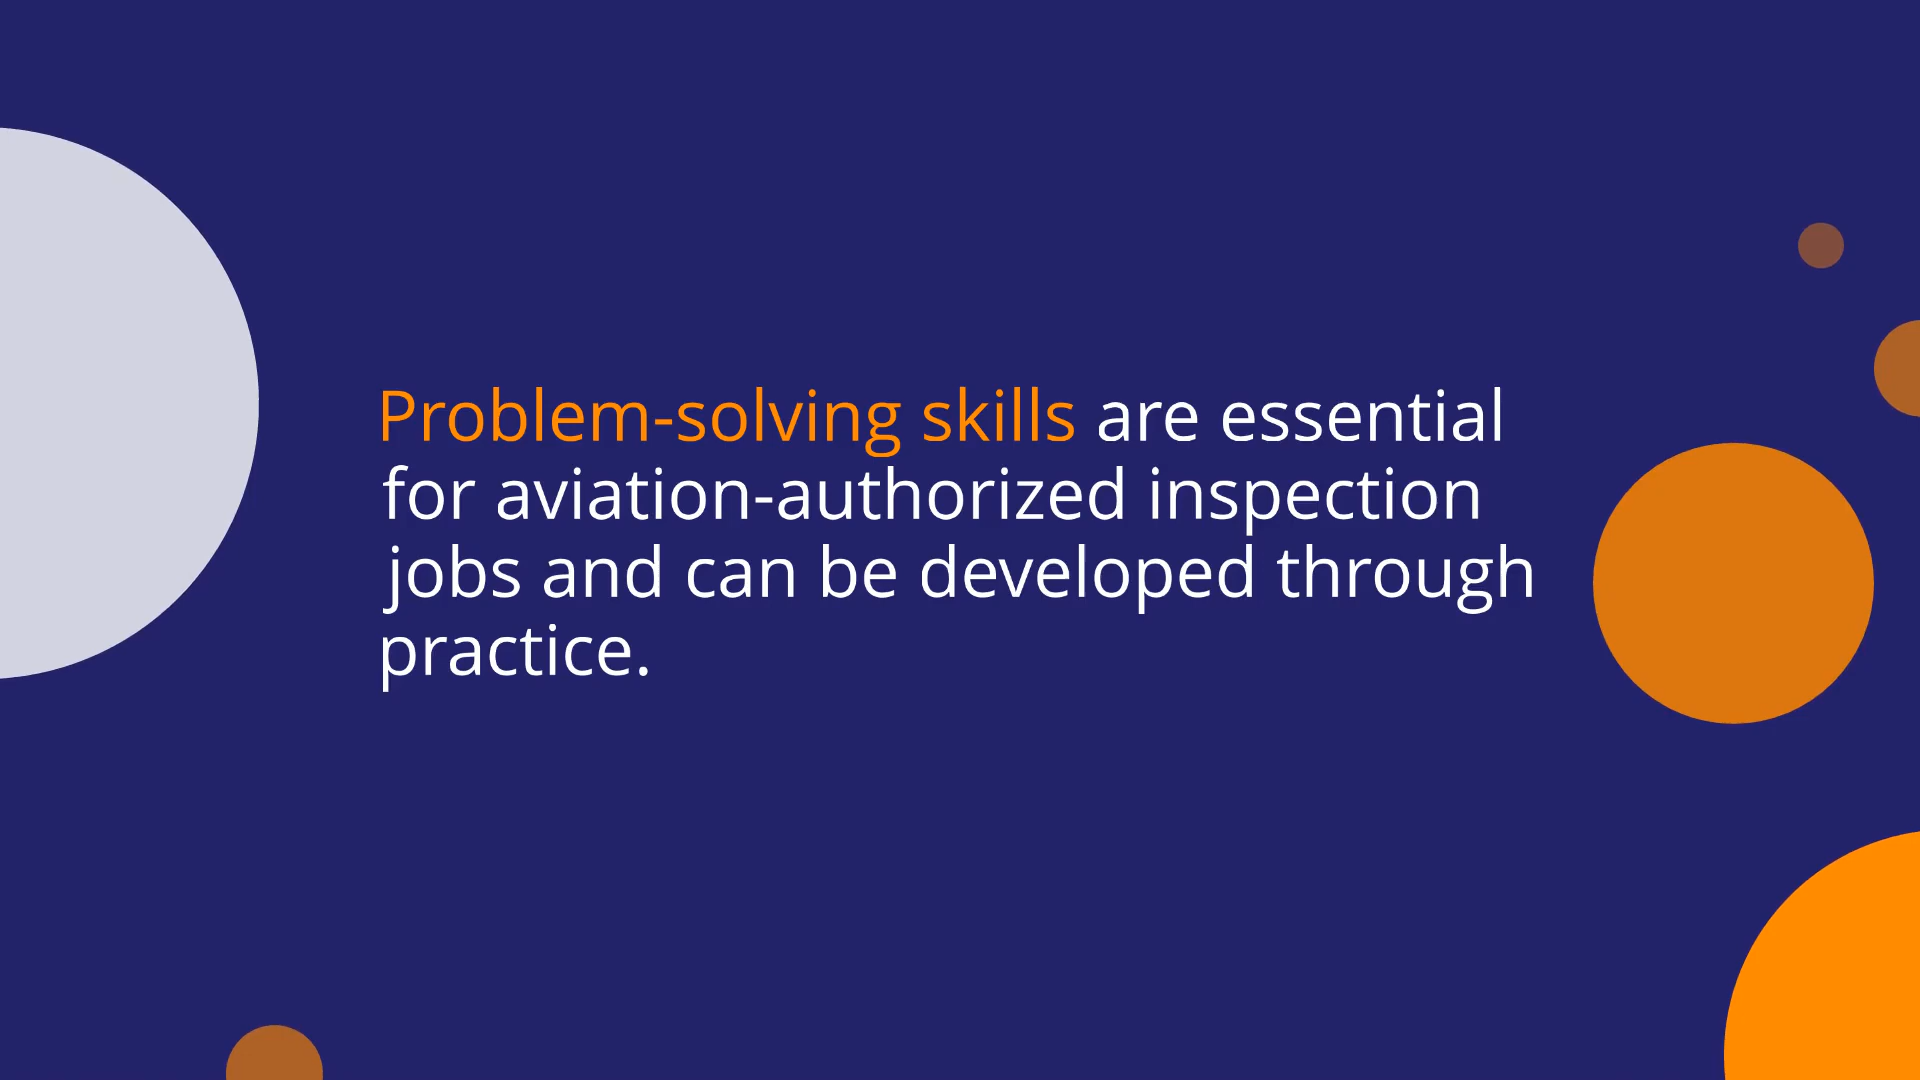 Problem-solving skills are essential
for aviation-authorized inspection
jobs and can be developed through
practice.